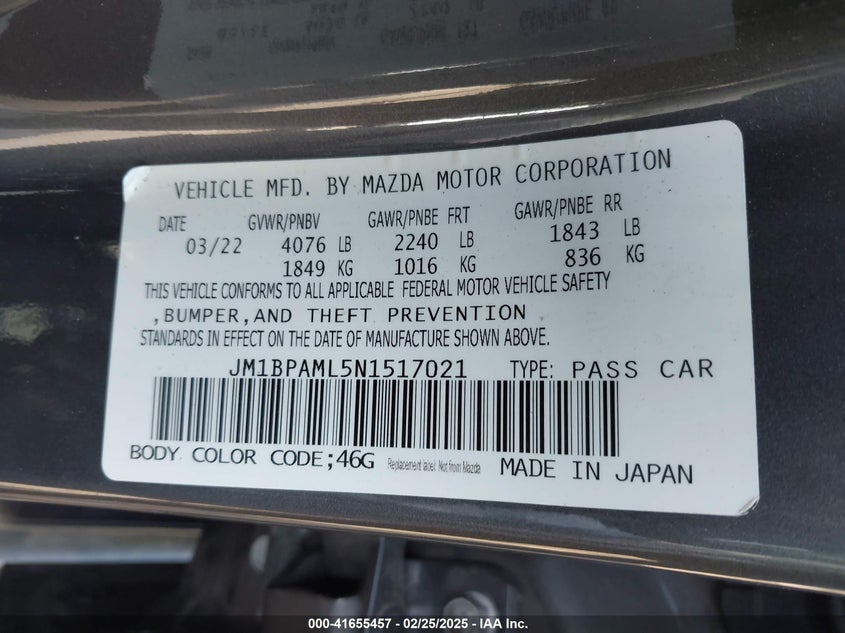 VEHICLE MFD. BY MAZDA MOTOR CORPORATION
DATE GVWR/PNBV GAWR/PNBE FRT GAWR/PNBE RR
03/22 4076 LB 2240 LB 1843 LB
1849 KG 1016 KG 836 KG
THIS VEHICLE CONFORMS TO ALL APPLICABLE FEDERAL MOTOR VEHICLE SAFETY
,BUMPER,AND THEFT PREVENTION
STANDARDS IN EFFECT ON THE DATE OF MANUFACTURE SHOWN ABOVE.
JM1BPAML5N1517021 TYPE: PASS CAR
BODY COLOR CODE;46G Replacement label Not from Mazda MADE IN JAPAN
000-41655457 - 02/25/2025 - IAA Inc.